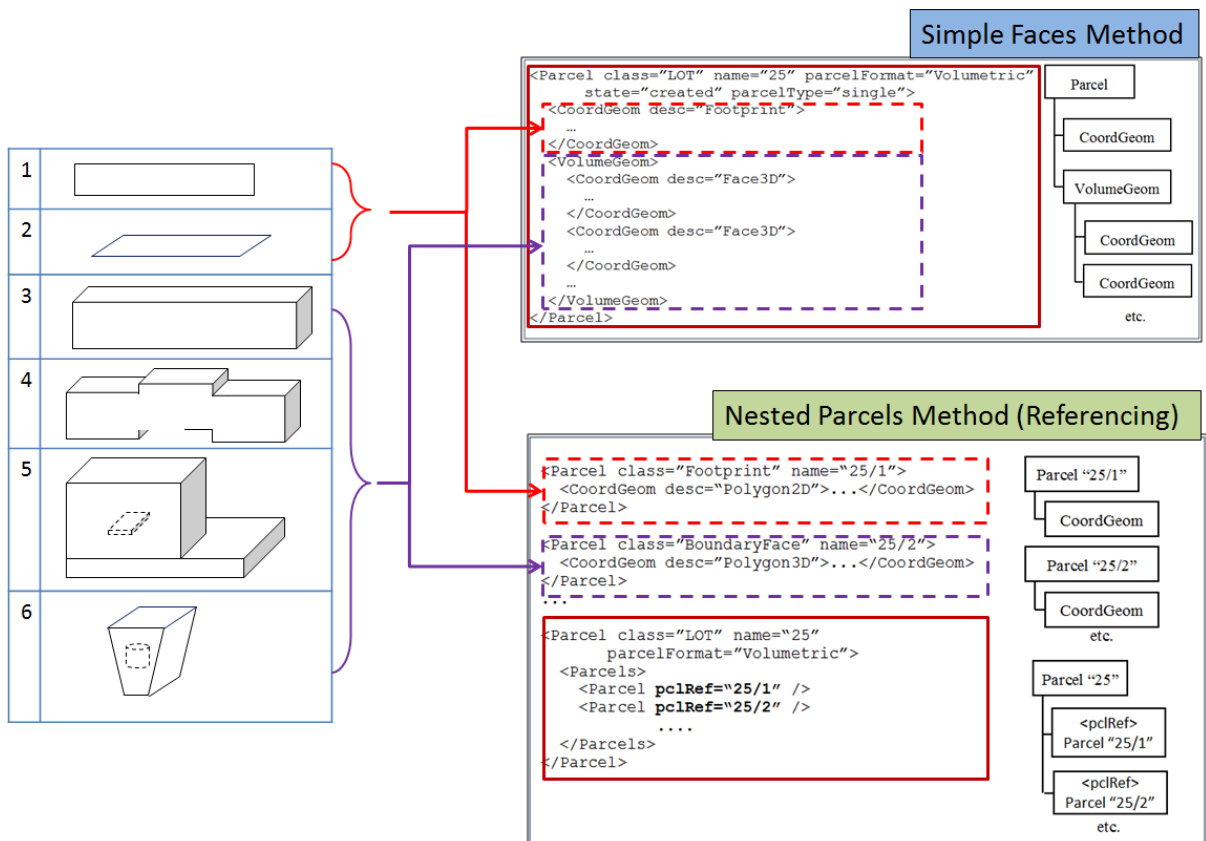 Simple Faces Method
<Parcel class=”LOT” name=”25” parcelFormat=”Volumetric”
state=”created” parcelType=”single”>
<CoordGeom desc=”Footprint”>
…
</CoordGeom>
<VolumeGeom>
<CoordGeom desc=”Face3D”>
…
</CoordGeom>
<CoordGeom desc=”Face3D”>
…
</CoordGeom>
…
</VolumeGeom>
</Parcel>
Parcel
CoordGeom
VolumeGeom
CoordGeom
CoordGeom
etc.
1
2
3
4
5
6
Nested Parcels Method (Referencing)
<Parcel class=”Footprint” name=“25/1”>
<CoordGeom desc=“Polygon2D”>...</CoordGeom>
</Parcel>
<Parcel class=”BoundaryFace” name=“25/2”>
<CoordGeom desc=”Polygon3D”>...</CoordGeom>
</Parcel>
...
<Parcel class=”LOT” name=“25”
parcelFormat=”Volumetric”>
<Parcels>
<Parcel pclRef=“25/1” />
<Parcel pclRef=“25/2” />
....
</Parcels>
</Parcel>
Parcel “25/1”
CoordGeom
Parcel “25/2”
CoordGeom
etc.
Parcel “25”
<pclRef>
Parcel “25/1”
<pclRef>
Parcel “25/2”
etc.